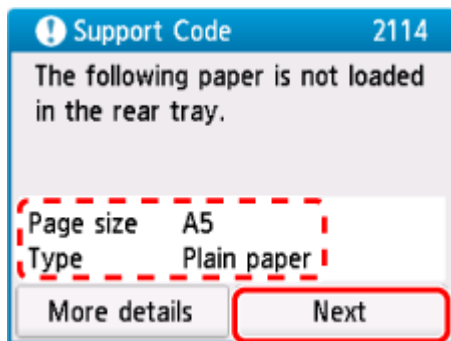 Support Code 2114
The following paper is not loaded
in the rear tray.
Page size A5
Type Plain paper
More details Next